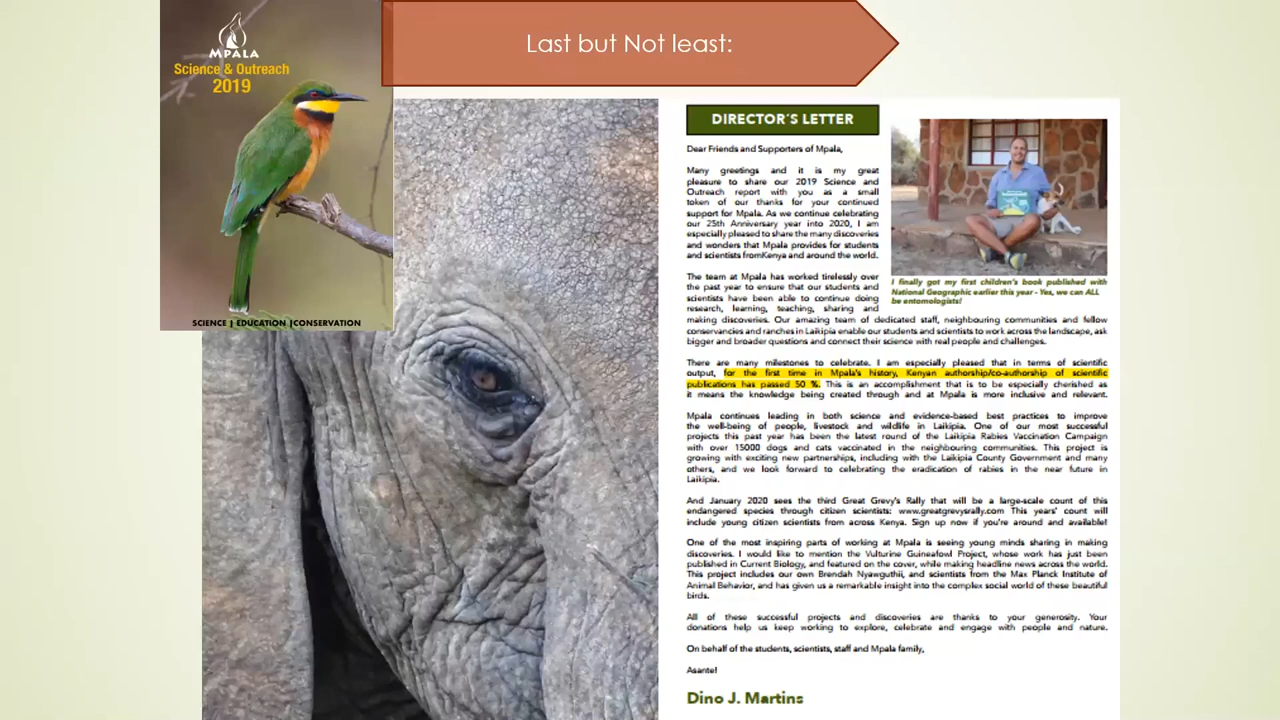 MPALA
Science & Outreach
2019
SCIENCE | EDUCATION |CONSERVATION
Last but Not least:
DIRECTOR'S LETTER
Dear Friends and Supporters of Mpala,
Many greetings and it is my great
pleasure to share our 2019 Science and
Outreach report with you as a small
token of our thanks for your continued
support for Mpala. As we continue celebrating
our 25th Anniversary year into 2020, I am
especially pleased to share the many discoveries
and wonders that Mpala provides for students
and scientists fromKenya and around the world.
I finally got my first children's book published with
National Geographic earlier this year - Yes, we can ALL
be entomologists!
The team at Mpala has worked tirelessly over
the past year to ensure that our students and
scientists have been able to continue doing
research, learning, teaching, sharing and
making discoveries. Our amazing team of dedicated staff, neighbouring communities and fellow
conservancies and ranches in Laikipia enable our students and scientists to work across the landscape, ask
bigger and broader questions and connect their science with real people and challenges.
There are many milestones to celebrate. I am especially pleased that in terms of scientific
output, for the first time in Mpala's history, Kenyan authorship/co-authorship of scientific
publications has passed 50 %. This is an accomplishment that is to be especially cherished as
it means the knowledge being created through and at Mpala is more inclusive and relevant.
Mpala continues leading in both science and evidence-based best practices to improve
the well-being of people, livestock and wildlife in Laikipia. One of our most successful
projects this past year has been the latest round of the Laikipia Rabies Vaccination Campaign
with over 15000 dogs and cats vaccinated in the neighbouring communities. This project is
growing with exciting new partnerships, including with the Laikipia County Government and many
others, and we look forward to celebrating the eradication of rabies in the near future in
Laikipia.
And January 2020 sees the third Great Grevy's Rally that will be a large-scale count of this
endangered species through citizen scientists: www.greatgrevysrally.com This years' count will
include young citizen scientists from across Kenya. Sign up now if you're around and available!
One of the most inspiring parts of working at Mpala is seeing young minds sharing in making
discoveries. I would like to mention the Vulturine Guineafowl Project, whose work has just been
published in Current Biology, and featured on the cover, while making headline news across the world.
This project includes our own Brendah Nyawguthii, and scientists from the Max Planck Institute of
Animal Behavior, and has given us a remarkable insight into the complex social world of these beautiful
birds.
All of these successful projects and discoveries are thanks to your generosity. Your
donations help us keep working to explore, celebrate and engage with people and nature.
On behalf of the students, scientists, staff and Mpala family,
Asante!
Dino J. Martins